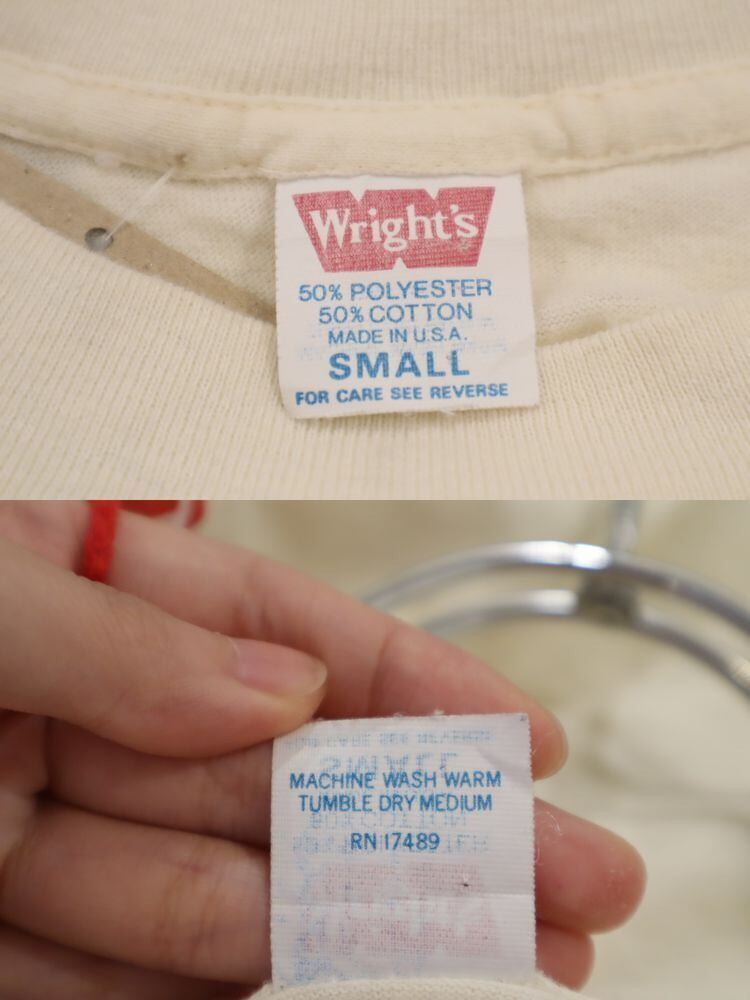 Wright's
50% POLYESTER
50% COTTON
MADE IN U.S.A.
SMALL
FOR CARE SEE REVERSE
MACHINE WASH WARM
TUMBLE DRY MEDIUM
RN 17489